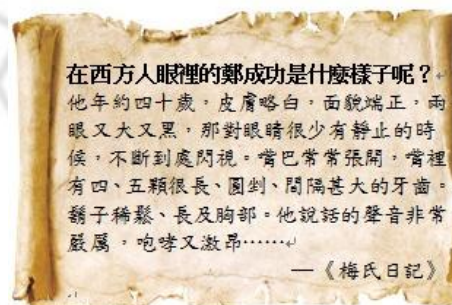 在西方人眼裡的鄭成功是什麼樣子呢？
他年約四十歲，皮膚略白，面貌端正，兩
眼又大又黑，那對眼睛很少有靜止的時
候，不斷到處閃視。嘴巴常常張開，嘴裡
有四、五顆很長、圓剉、間隔甚大的牙齒。
鬍子稀鬆、長及胸部。他說話的聲音非常
嚴厲，咆哮又激昂……
—《梅氏日記》